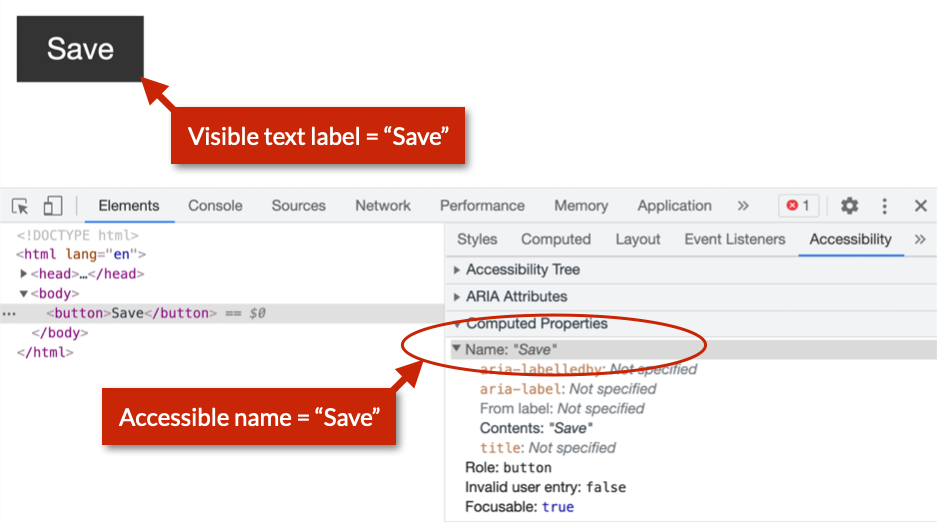 Save
Visible text label = “Save”
Elements Console Sources Network Performance Memory Application » 1
<!DOCTYPE html>
<html lang="en">
<head>…</head>
<body>
<button>Save</button> == $0
</body>
</html>
Styles Computed Layout Event Listeners Accessibility »
Accessibility Tree
ARIA Attributes
Computed Properties
Name: "Save"
aria-labelledby: Not specified
aria-label: Not specified
From label: Not specified
Contents: "Save"
title: Not specified
Role: button
Invalid user entry: false
Focusable: true
Accessible name = “Save”